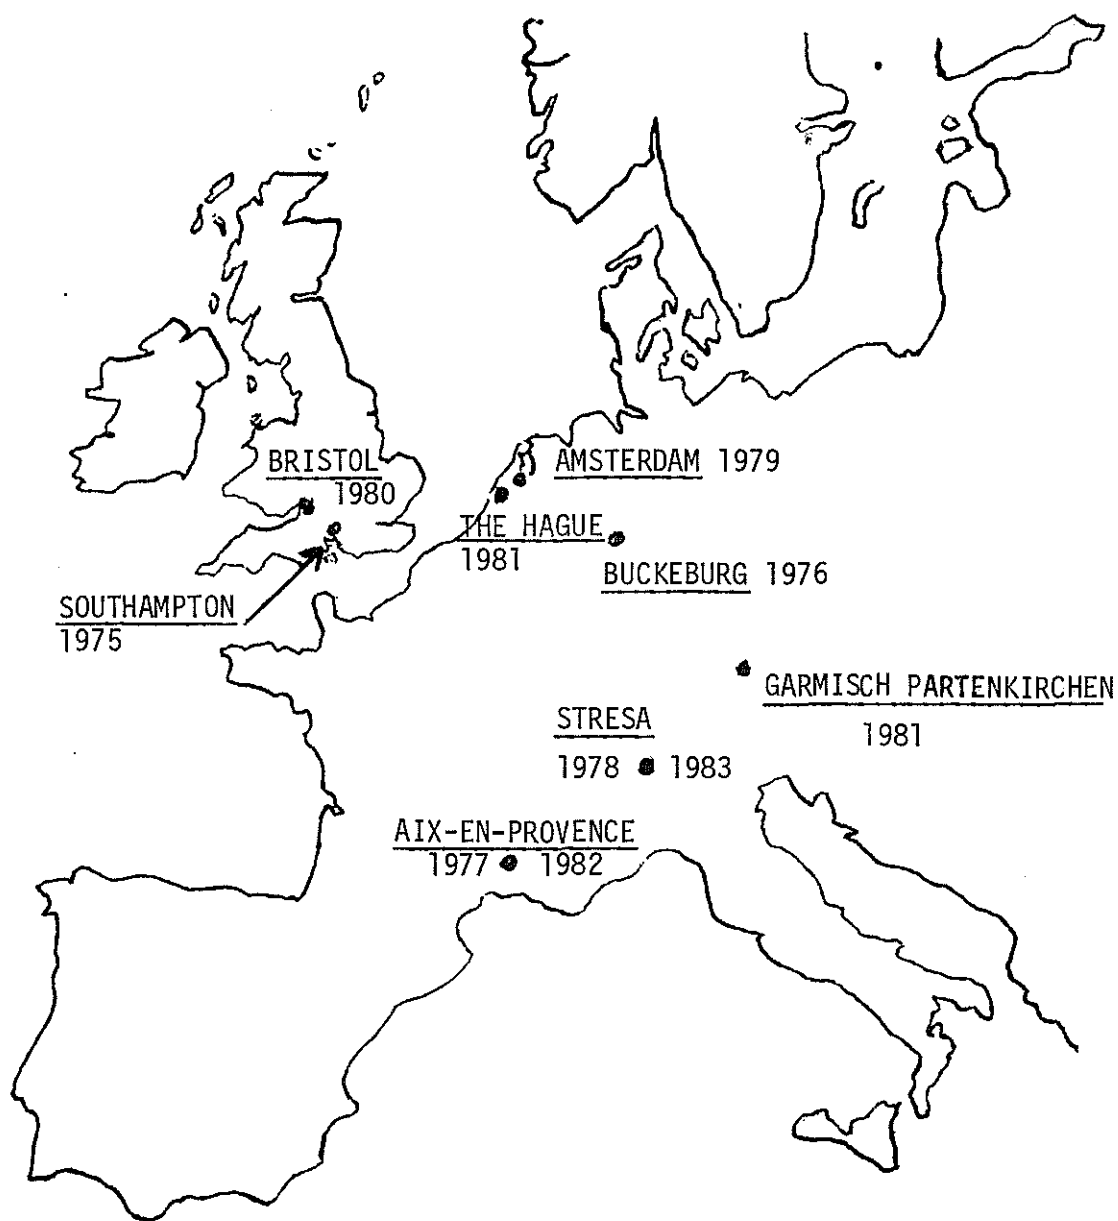 BRISTOL
1980
AMSTERDAM 1979
THE HAGUE
1981
BUCKEBURG 1976
SOUTHAMPTON
1975
GARMISCH PARTENKIRCHEN
1981
STRESA
1978 1983
AIX-EN-PROVENCE
1977 1982